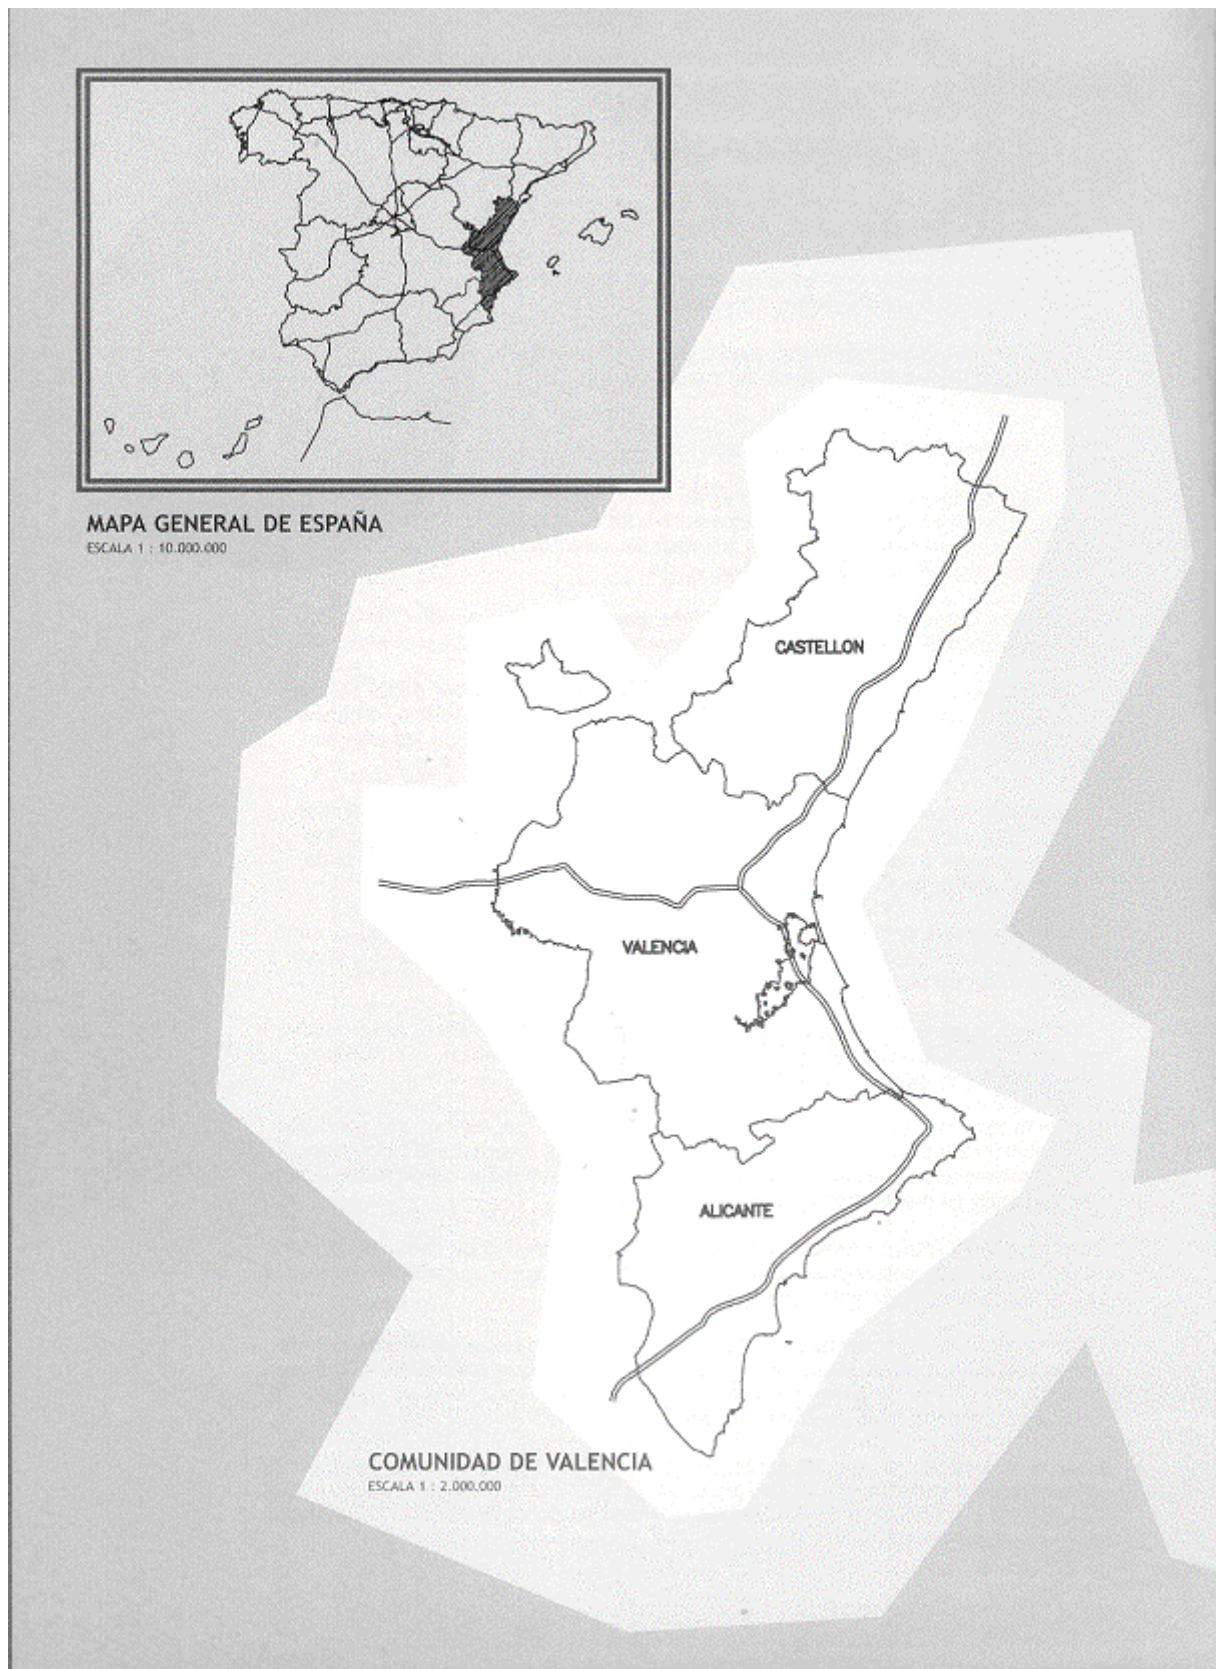 MAPA GENERAL DE ESPAÑA
ESCALA 1 : 10.000.000
CASTELLON
VALENCIA
ALICANTE
COMUNIDAD DE VALENCIA
ESCALA 1 : 2.000.000